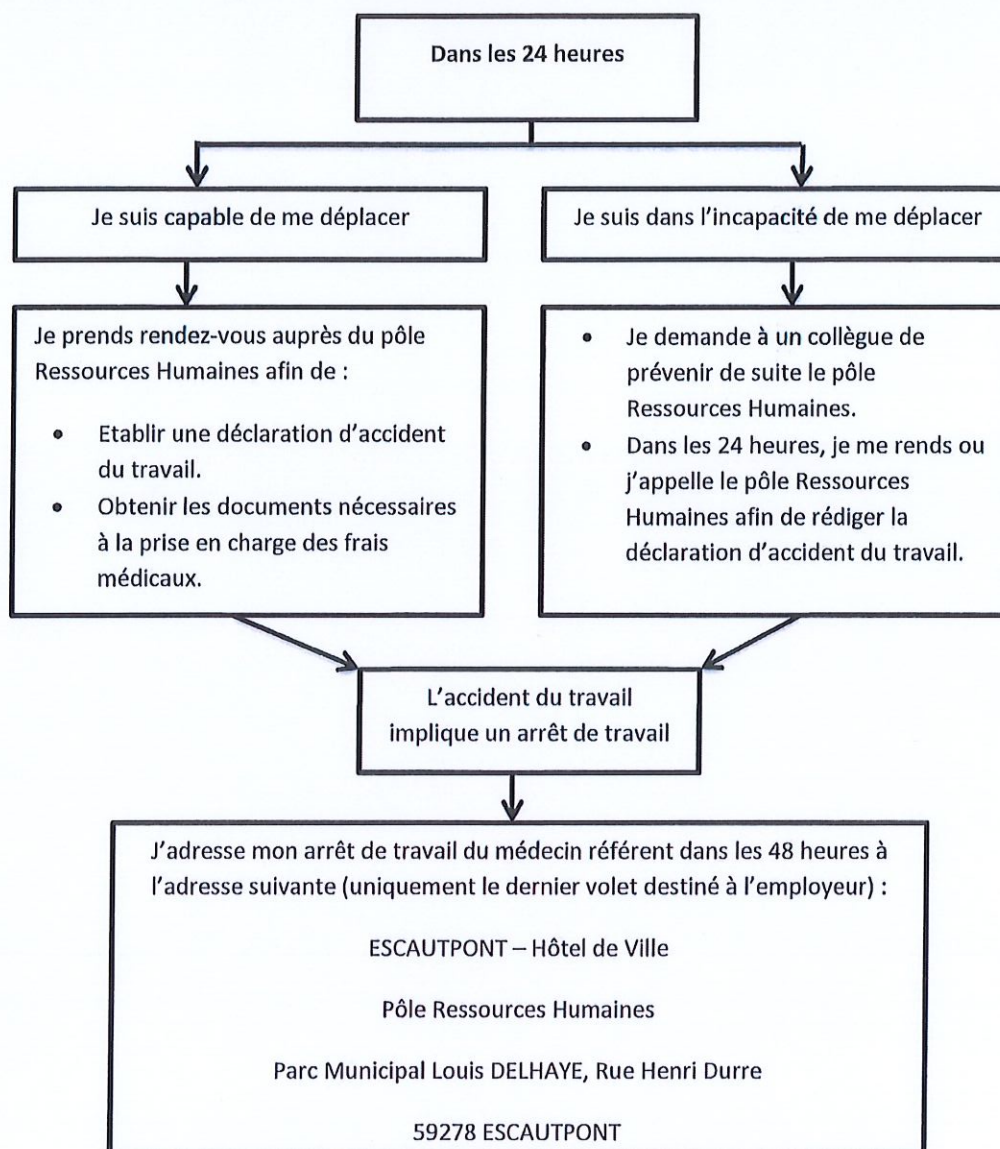 Dans les 24 heures
Je suis capable de me déplacer
Je suis dans l'incapacité de me déplacer
Je prends rendez-vous auprès du pôle
Ressources Humaines afin de :
• Etablir une déclaration d'accident
du travail.
• Obtenir les documents nécessaires
à la prise en charge des frais
médicaux.
• Je demande à un collègue de
prévenir de suite le pôle
Ressources Humaines.
• Dans les 24 heures, je me rends ou
j'appelle le pôle Ressources
Humaines afin de rédiger la
déclaration d'accident du travail.
L'accident du travail
implique un arrêt de travail
J'adresse mon arrêt de travail du médecin référent dans les 48 heures à
l'adresse suivante (uniquement le dernier volet destiné à l'employeur) :
ESCAUTPONT – Hôtel de Ville
Pôle Ressources Humaines
Parc Municipal Louis DELHAYE, Rue Henri Durre
59278 ESCAUTPONT